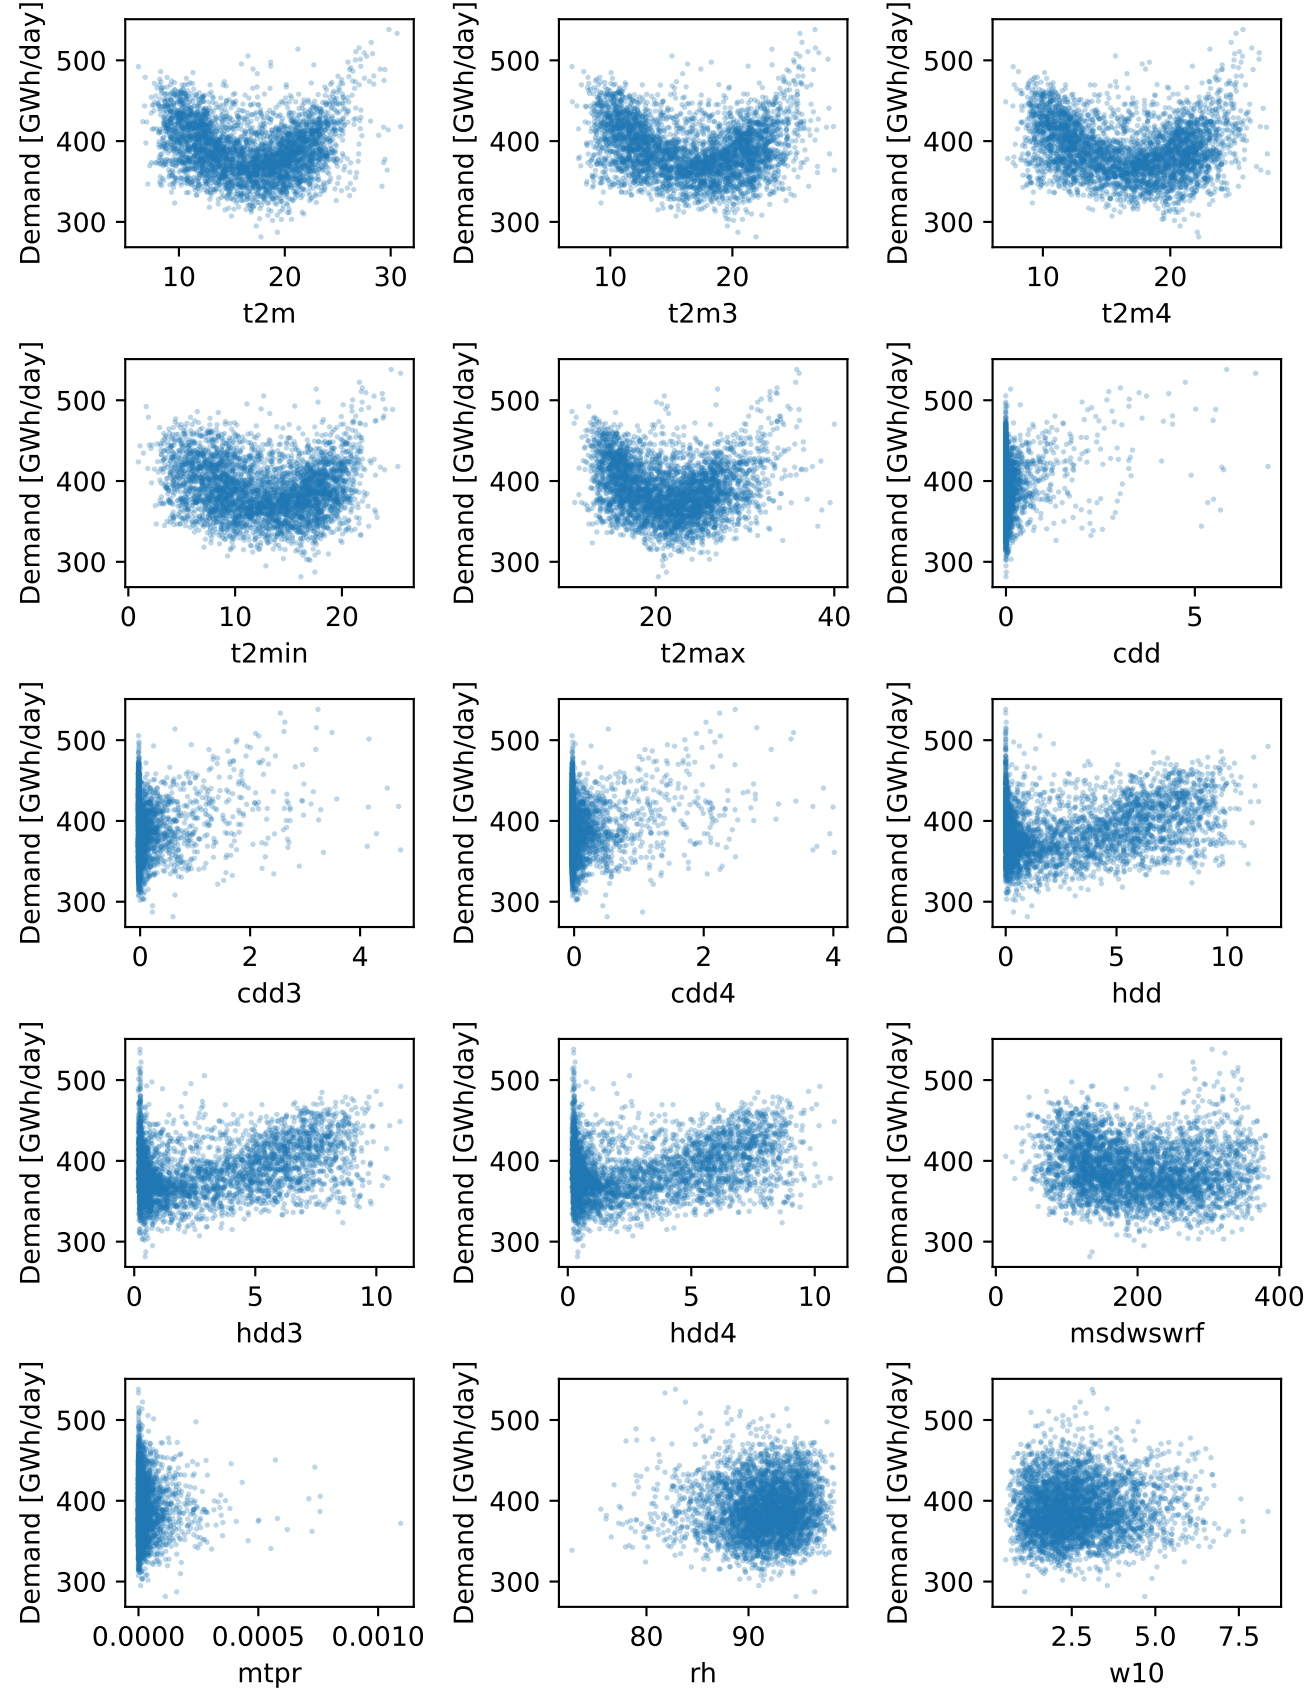 Demand [GWh/day]
500
400
300
10 20 30
t2m
Demand [GWh/day]
500
400
300
10 20
t2m3
Demand [GWh/day]
500
400
300
10 20
t2m4
Demand [GWh/day]
500
400
300
0 10 20
t2min
Demand [GWh/day]
500
400
300
20 40
t2max
Demand [GWh/day]
500
400
300
0 5
cdd
Demand [GWh/day]
500
400
300
0 2 4
cdd3
Demand [GWh/day]
500
400
300
0 2 4
cdd4
Demand [GWh/day]
500
400
300
0 5 10
hdd
Demand [GWh/day]
500
400
300
0 5 10
hdd3
Demand [GWh/day]
500
400
300
0 5 10
hdd4
Demand [GWh/day]
500
400
300
0 200 400
msdwswrf
Demand [GWh/day]
500
400
300
0.0000 0.0005 0.0010
mtpr
Demand [GWh/day]
500
400
300
80 90
rh
Demand [GWh/day]
500
400
300
2.5 5.0 7.5
w10